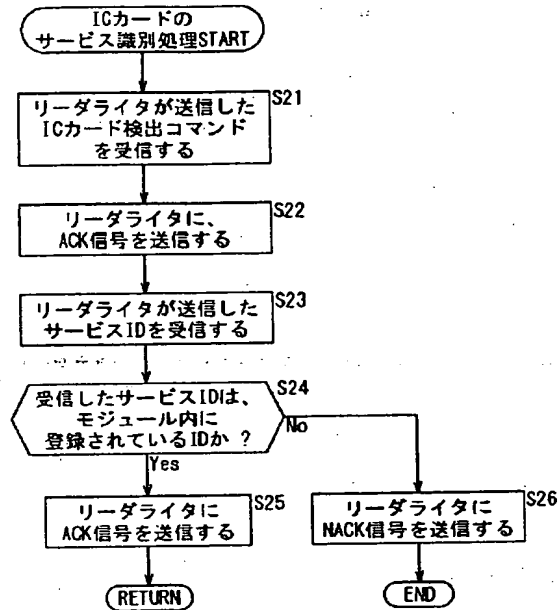 ICカードの
サービス識別処理START
リーダライタが送信した
ICカード検出コマンド
を受信する
S21
リーダライタに、
ACK信号を送信する
S22
リーダライタが送信した
サービスIDを受信する
S23
受信したサービスIDは、
モジュール内に
登録されているIDか ?
S24
No
Yes
リーダライタに
ACK信号を送信する
S25
リーダライタに
NACK信号を送信する
S26
RETURN
END